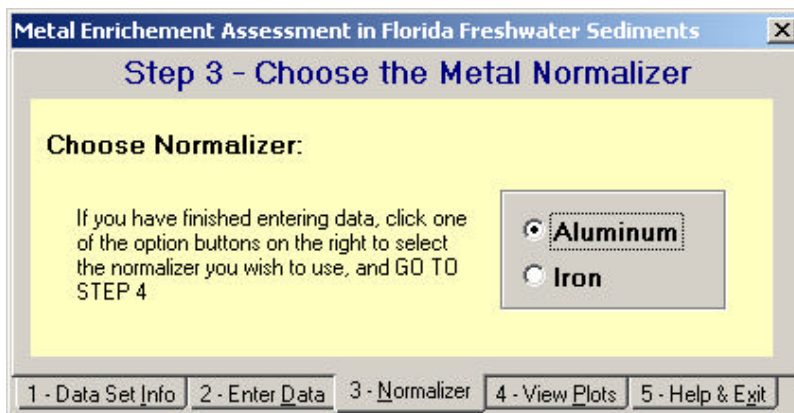 Metal Enrichement Assessment in Florida Freshwater Sediments
Step 3 - Choose the Metal Normalizer
Choose Normalizer:
If you have finished entering data, click one
of the option buttons on the right to select
the normalizer you wish to use, and GO TO
STEP 4
Aluminum
Iron
1 - Data Set Info
2 - Enter Data
3 - Normalizer
4 - View Plots
5 - Help & Exit